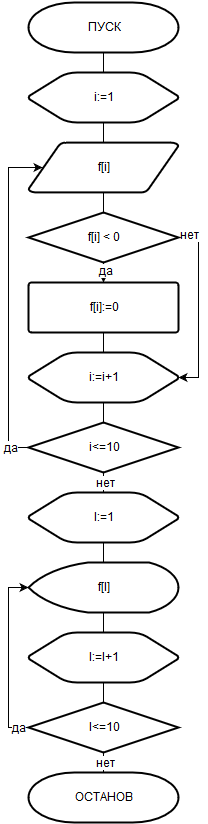 ПУСК
i:=1
f[i]
f[i] < 0
нет
да
f[i]:=0
i:=i+1
i<=10
да
нет
I:=1
f[I]
I:=I+1
I<=10
да
нет
ОСТАНОВ